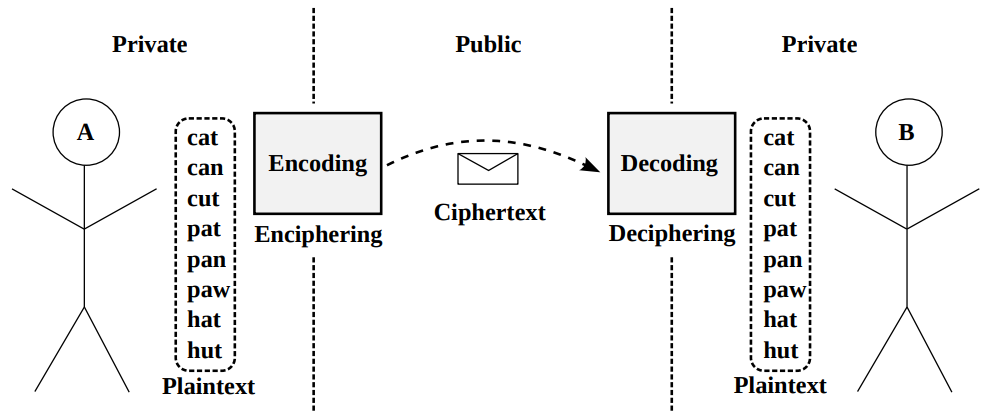 Private
Public
Private
A
cat
can
cut
pat
pan
paw
hat
hut
Plaintext
Encoding
Enciphering
Ciphertext
Decoding
Deciphering
cat
can
cut
pat
pan
paw
hat
hut
Plaintext
B